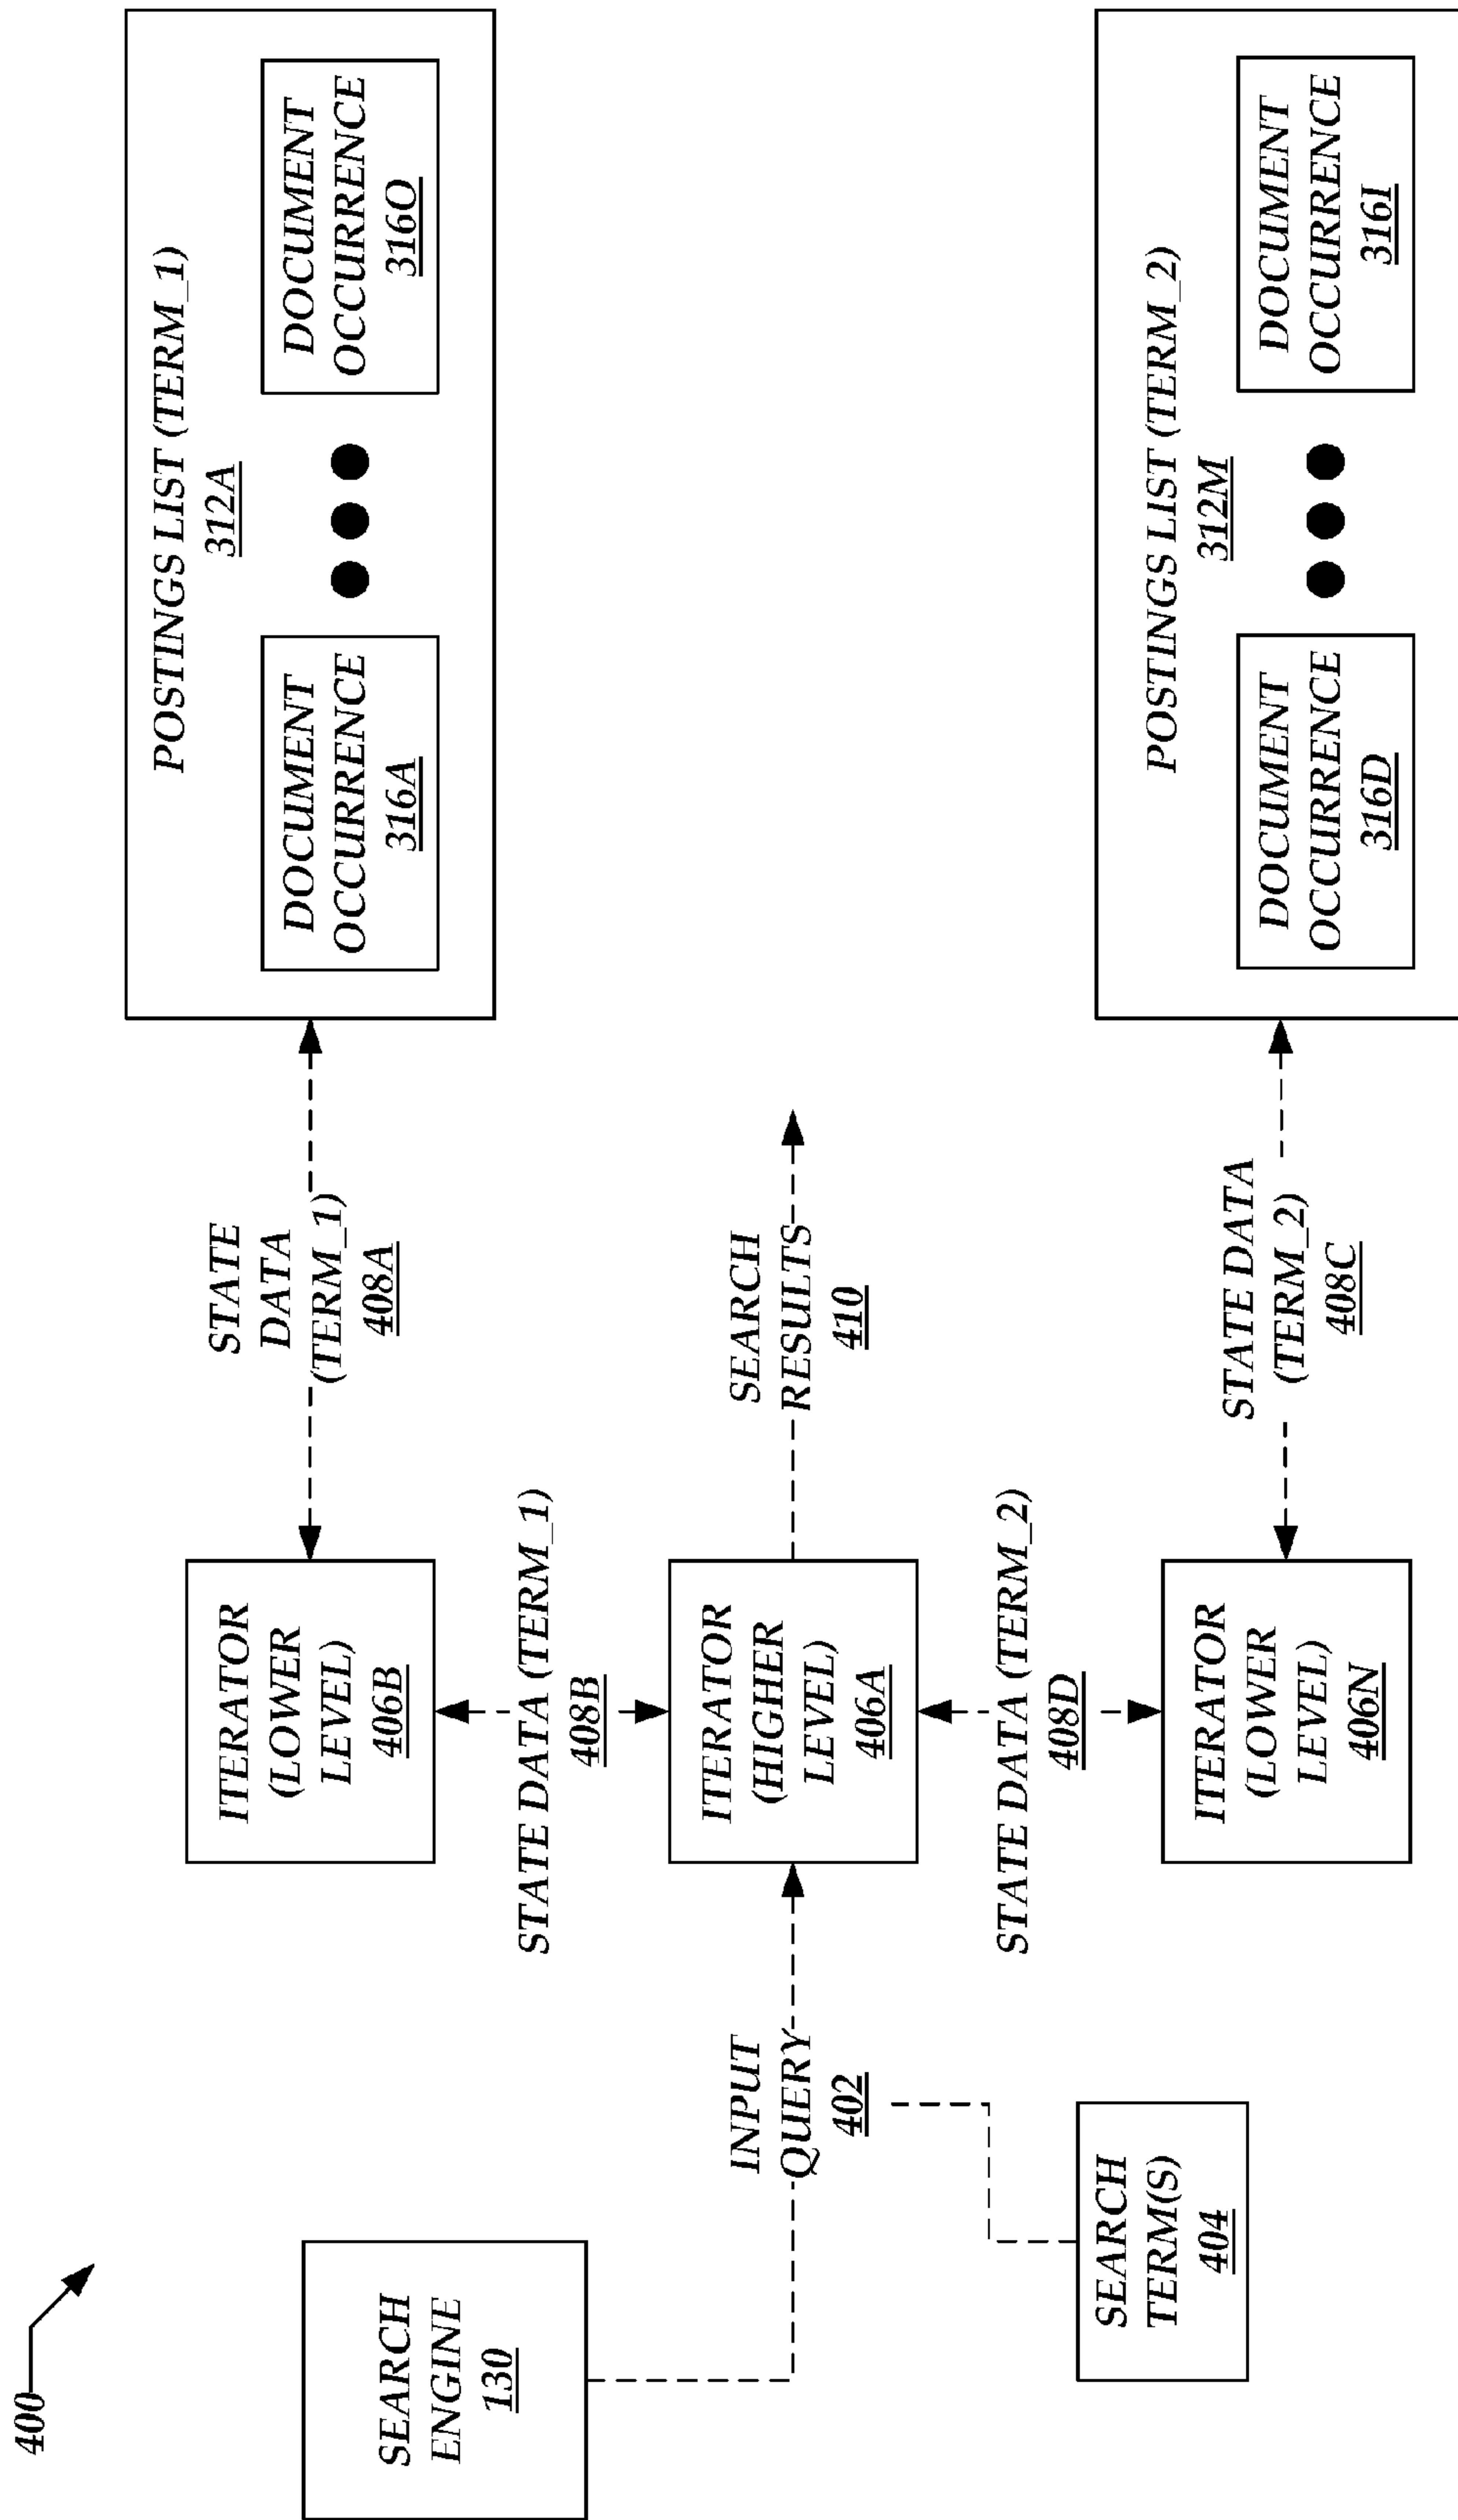 400
SEARCH
ENGINE
130
INPUT
QUERY
402
SEARCH
TERM(S)
404
ITERATOR
(LOWER
LEVEL)
406B
STATE DATA (TERM_1)
408B
ITERATOR
(HIGHER
LEVEL)
406A
STATE DATA (TERM_2)
408D
ITERATOR
(LOWER
LEVEL)
406N
STATE
DATA
(TERM_1)
408A
SEARCH
RESULTS
410
STATE DATA
(TERM_2)
408C
POSTINGS LIST (TERM_1)
312A
DOCUMENT
OCCURRENCE
316A
DOCUMENT
OCCURRENCE
316O
POSTINGS LIST (TERM_2)
312M
DOCUMENT
OCCURRENCE
316D
DOCUMENT
OCCURRENCE
316I